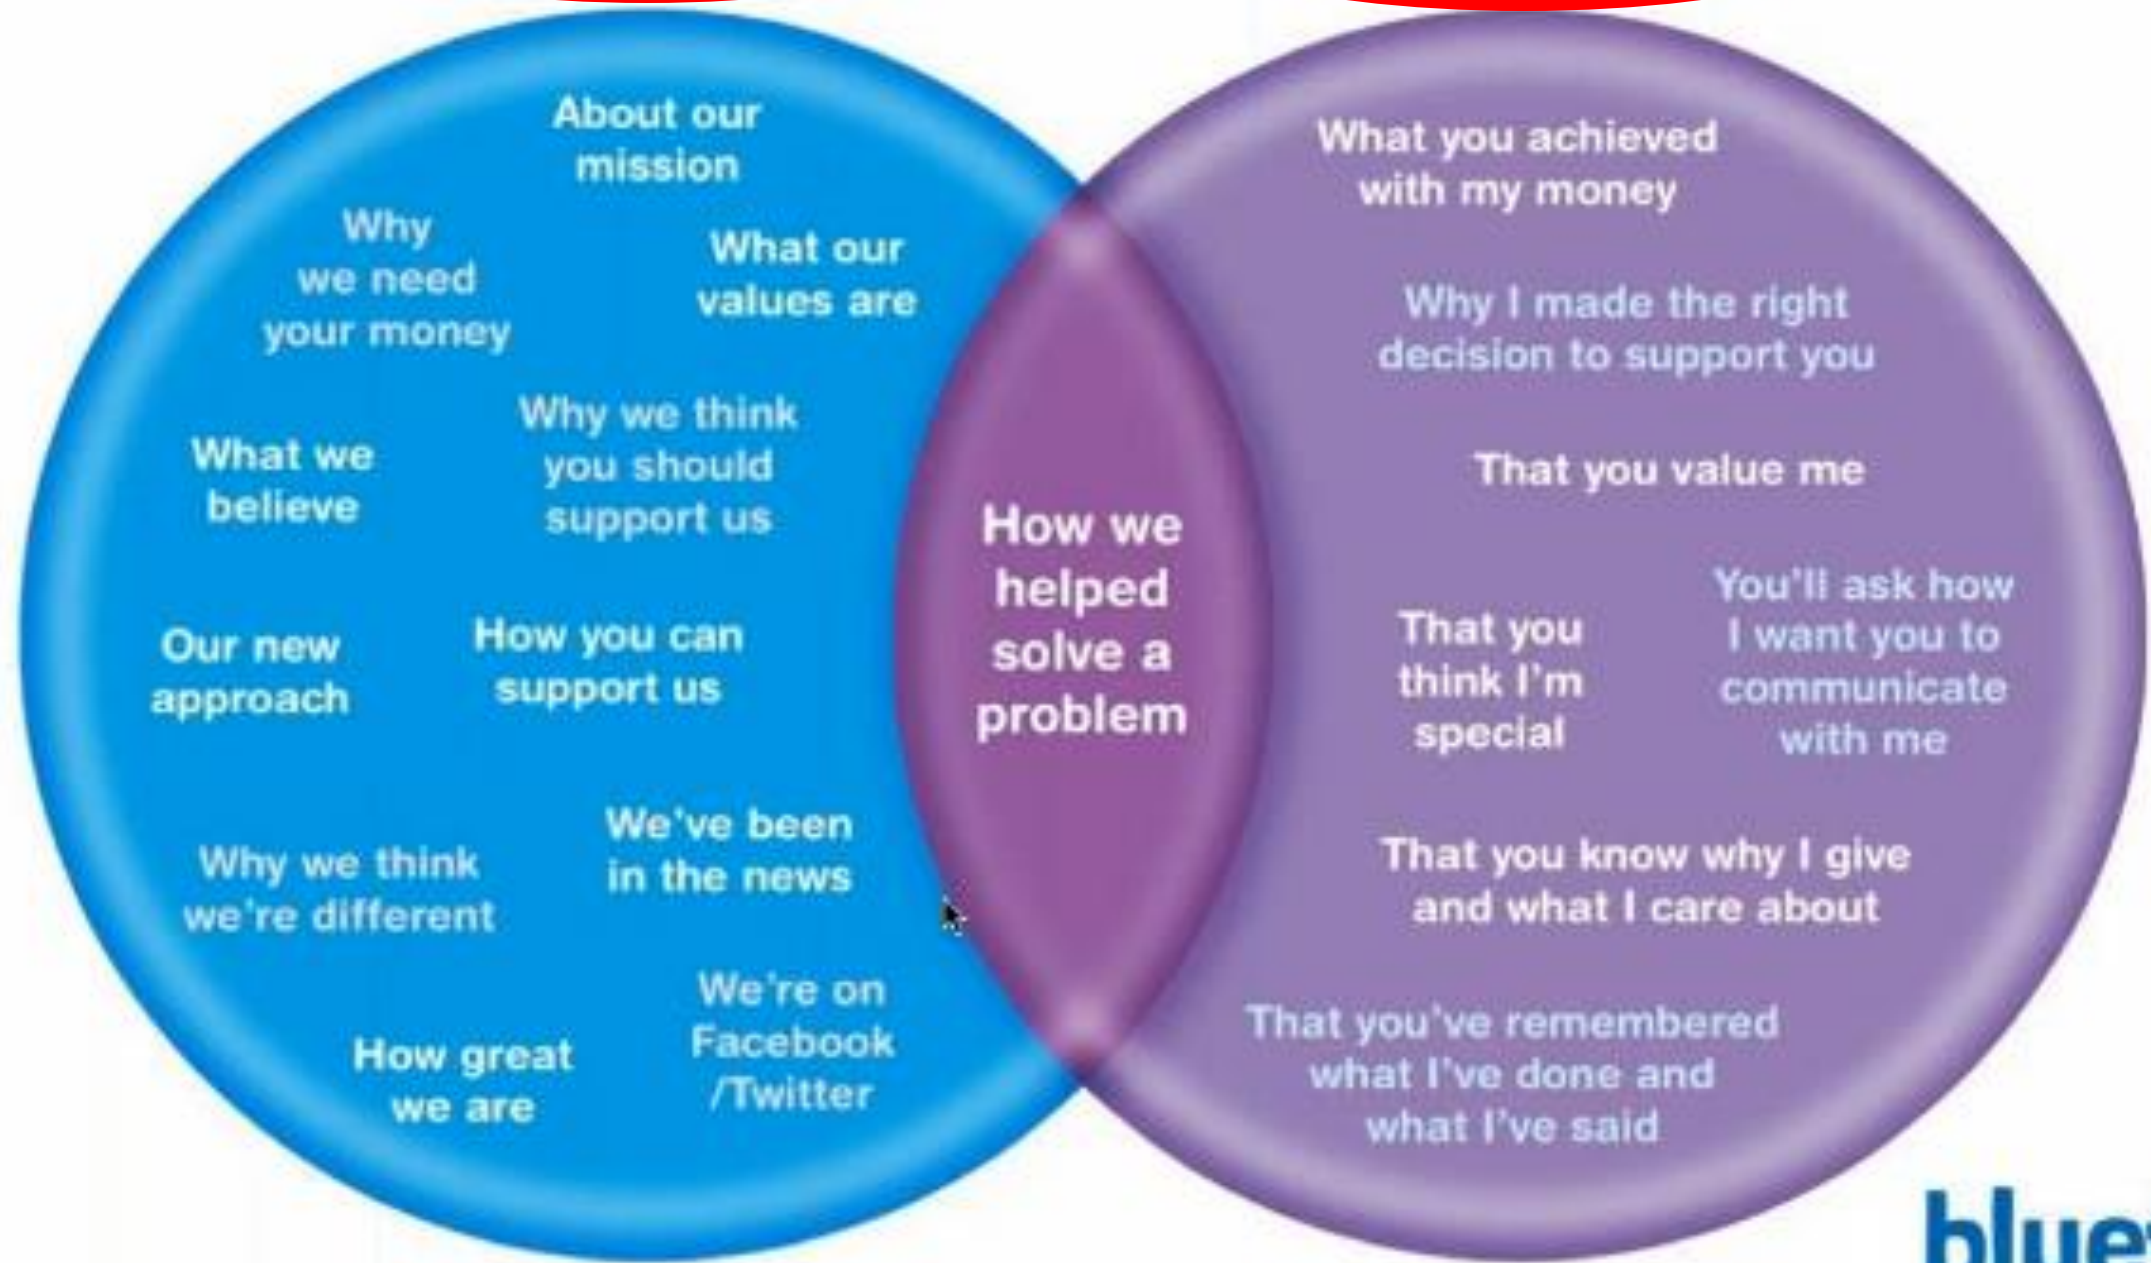 About our
mission
Why
we need
your money
What our
values are
Why we think
you should
support us
What we
believe
Our new
approach
How you can
support us
We've been
in the news
Why we think
we're different
We're on
Facebook
/Twitter
How great
we are
How we
helped
solve a
problem
What you achieved
with my money
Why I made the right
decision to support you
That you value me
You'll ask how
I want you to
communicate
with me
That you
think I'm
special
That you know why I give
and what I care about
That you've remembered
what I've done and
what I've said